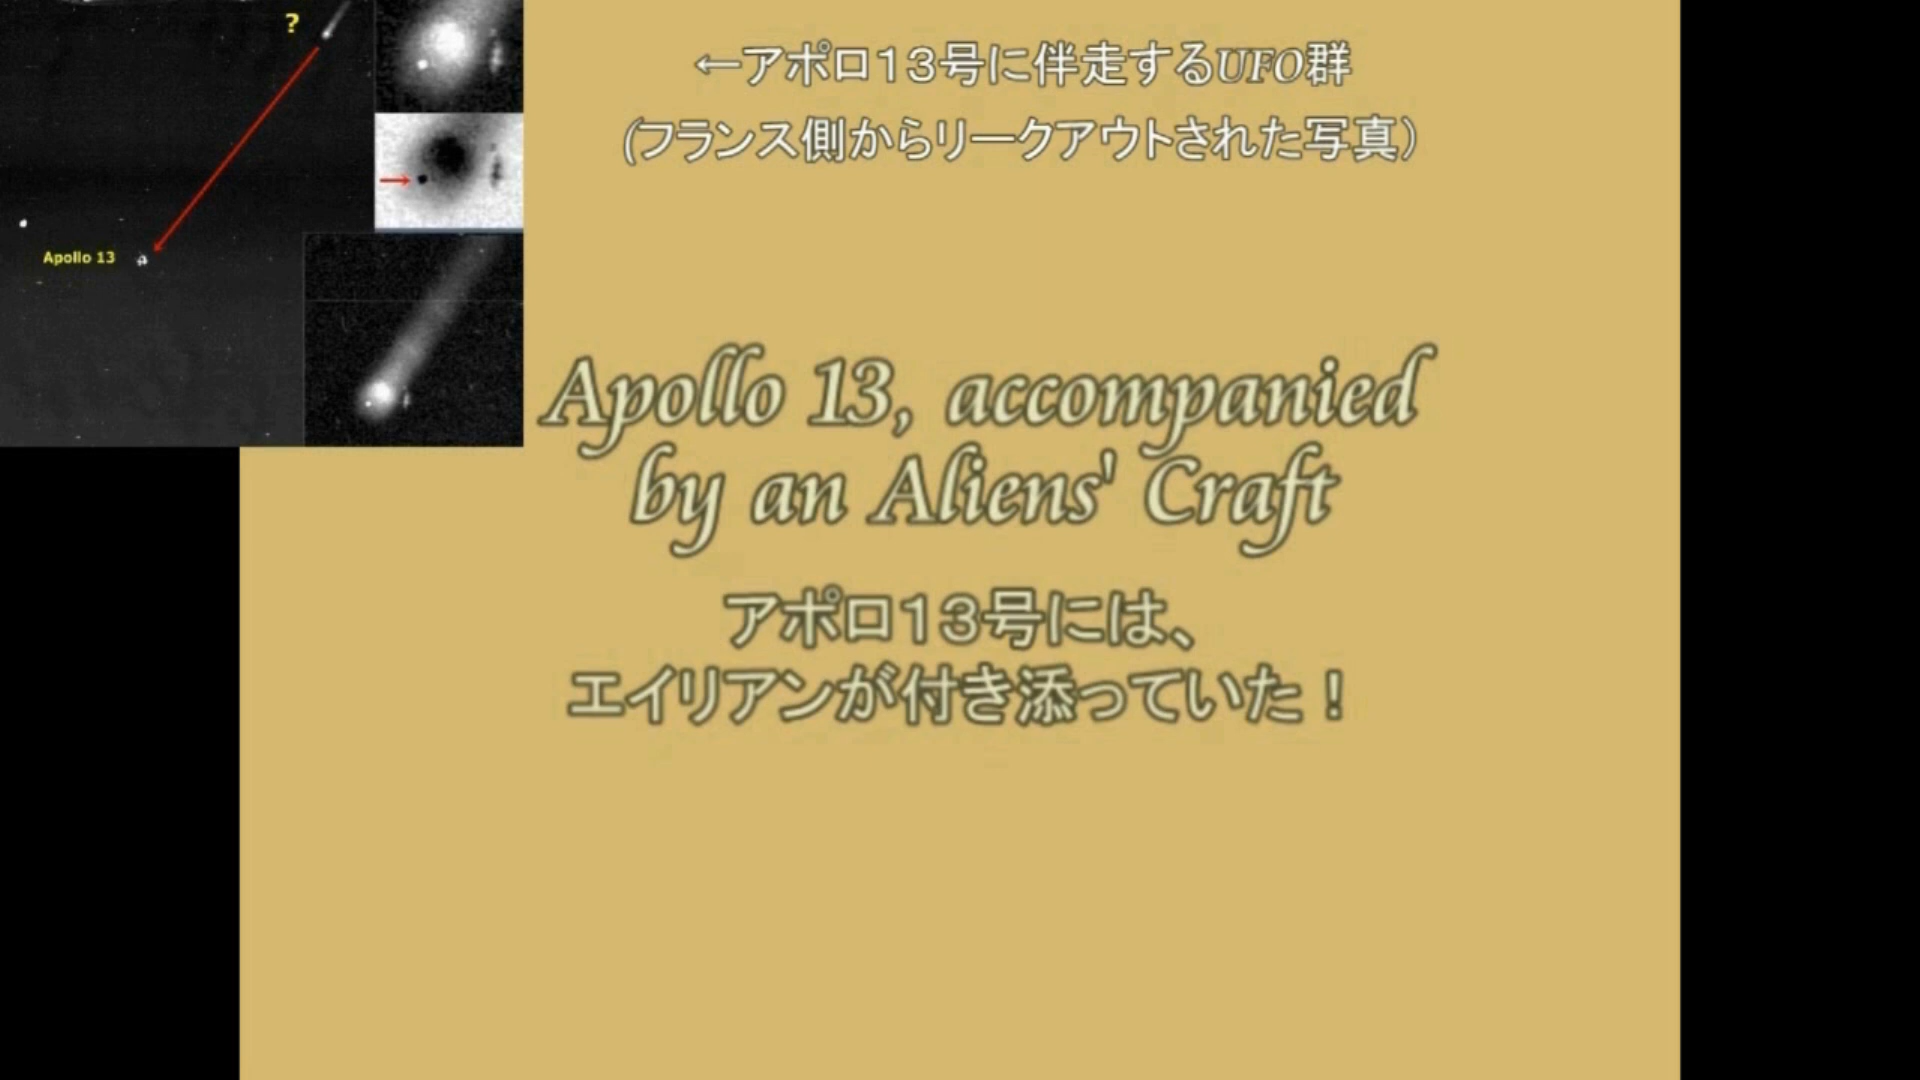 ?
Apollo 13
←アポロ１３号に伴走するUFO群
(フランス側からリークアウトされた写真）
Apollo 13, accompanied
by an Aliens' Craft
アポロ１３号には、
エイリアンが付き添っていた！